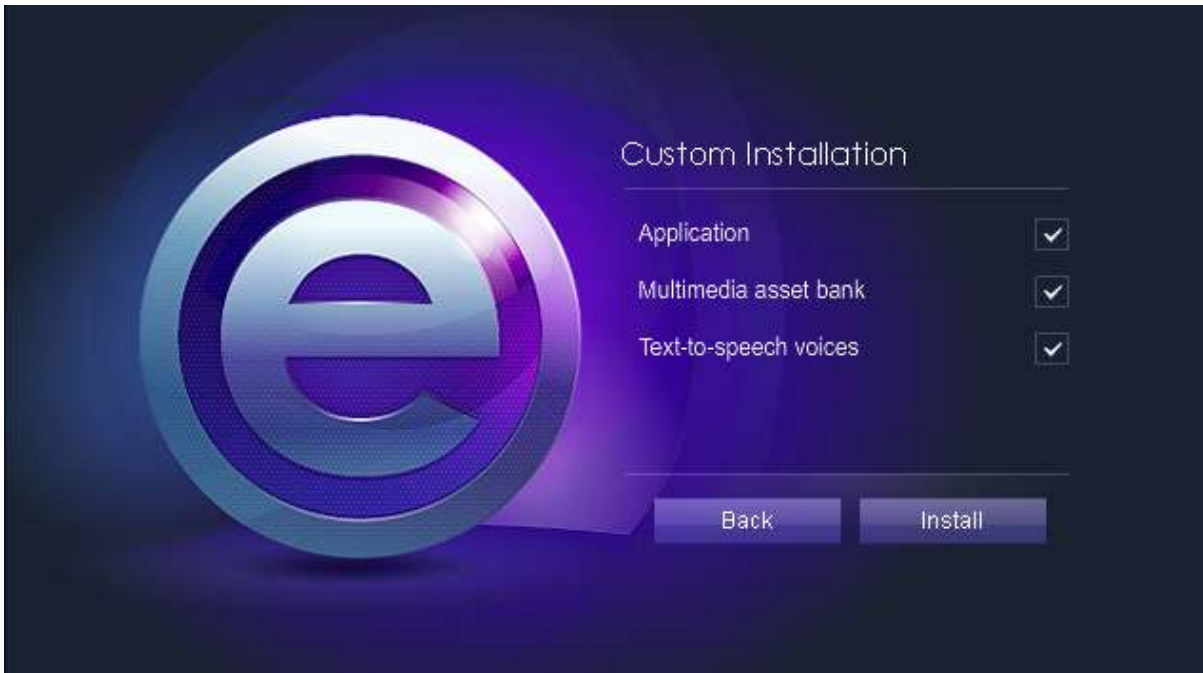 e
Custom Installation
Application
Multimedia asset bank
Text-to-speech voices
Back
Install